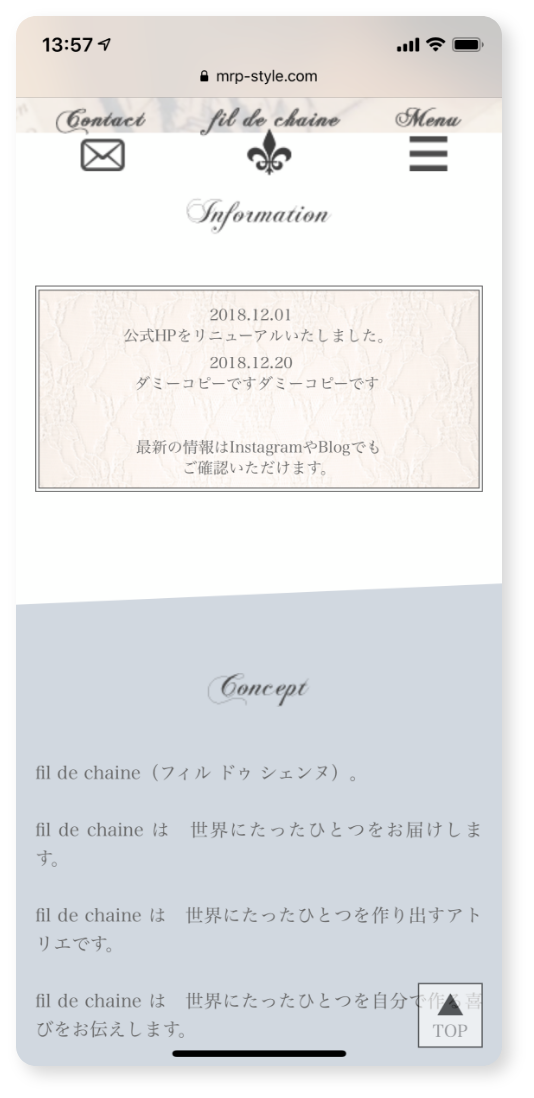 13:57
mrp-style.com
Contact fil de chaine Menu
Information
2018.12.01
公式HPをリニューアルいたしました。
2018.12.20
ダミーコピーですダミーコピーです
最新の情報はInstagramやBlogでも
ご確認いただけます。
Concept
fil de chaine（フィル ドゥ シェンヌ）。
fil de chaine は　世界にたったひとつをお届けしま
す。
fil de chaine は　世界にたったひとつを作り出すアト
リエです。
fil de chaine は　世界にたったひとつを自分で作る喜
びをお伝えします。
TOP